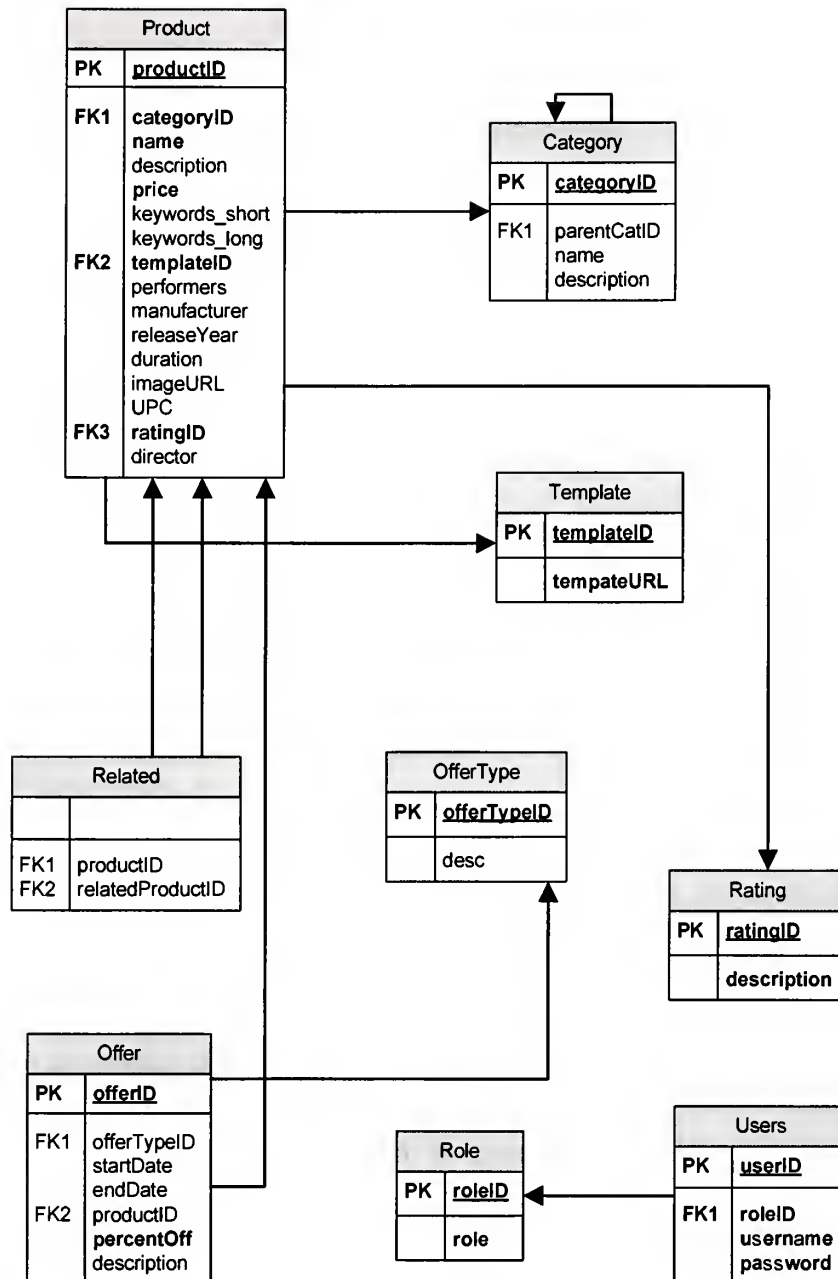 Product
PK productID
FK1 categoryID
name
description
price
keywords_short
keywords_long
FK2 templateID
performers
manufacturer
releaseYear
duration
imageURL
UPC
FK3 ratingID
director
Category
PK categoryID
FK1 parentCatID
name
description
Template
PK templateID
tempateURL
Related
FK1 productID
FK2 relatedProductID
OfferType
PK offerTypeID
desc
Rating
PK ratingID
description
Offer
PK offerID
FK1 offerTypeID
startDate
endDate
FK2 productID
percentOff
description
Role
PK roleID
role
Users
PK userID
FK1 roleID
username
password